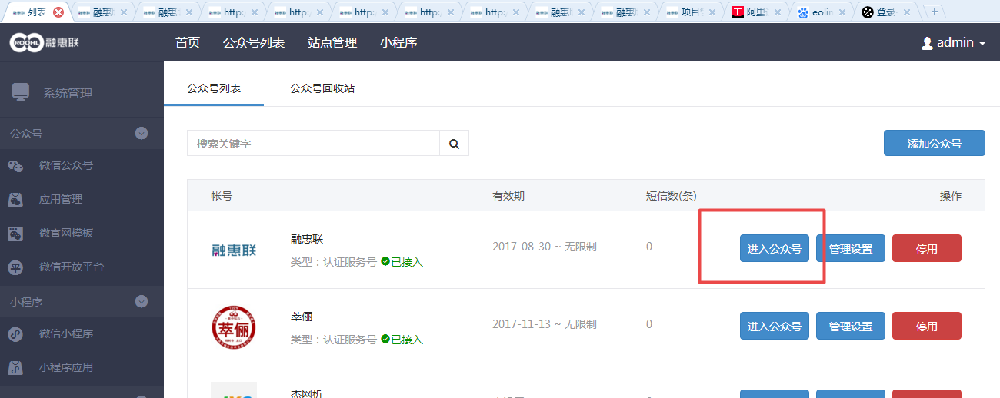 列表 融惠联 融惠联 http: http: http: http: http: 融惠联 融惠联 项目管 阿里 eolin 登录
ROOHL 融惠联 首页 公众号列表 站点管理 小程序 admin
系统管理
公众号列表 公众号回收站
公众号
搜索关键字 添加公众号
微信公众号
应用管理
帐号 有效期 短信数(条) 操作
微官网模板
融惠联
2017-08-30 ~ 无限制 0 进入公众号 管理设置 停用
类型：认证服务号 已接入
微信开放平台
小程序
萃俪
萃俪
2017-11-13 ~ 无限制 0 进入公众号 管理设置 停用
微信小程序
类型：认证服务号 已接入
小程序应用
杰网析